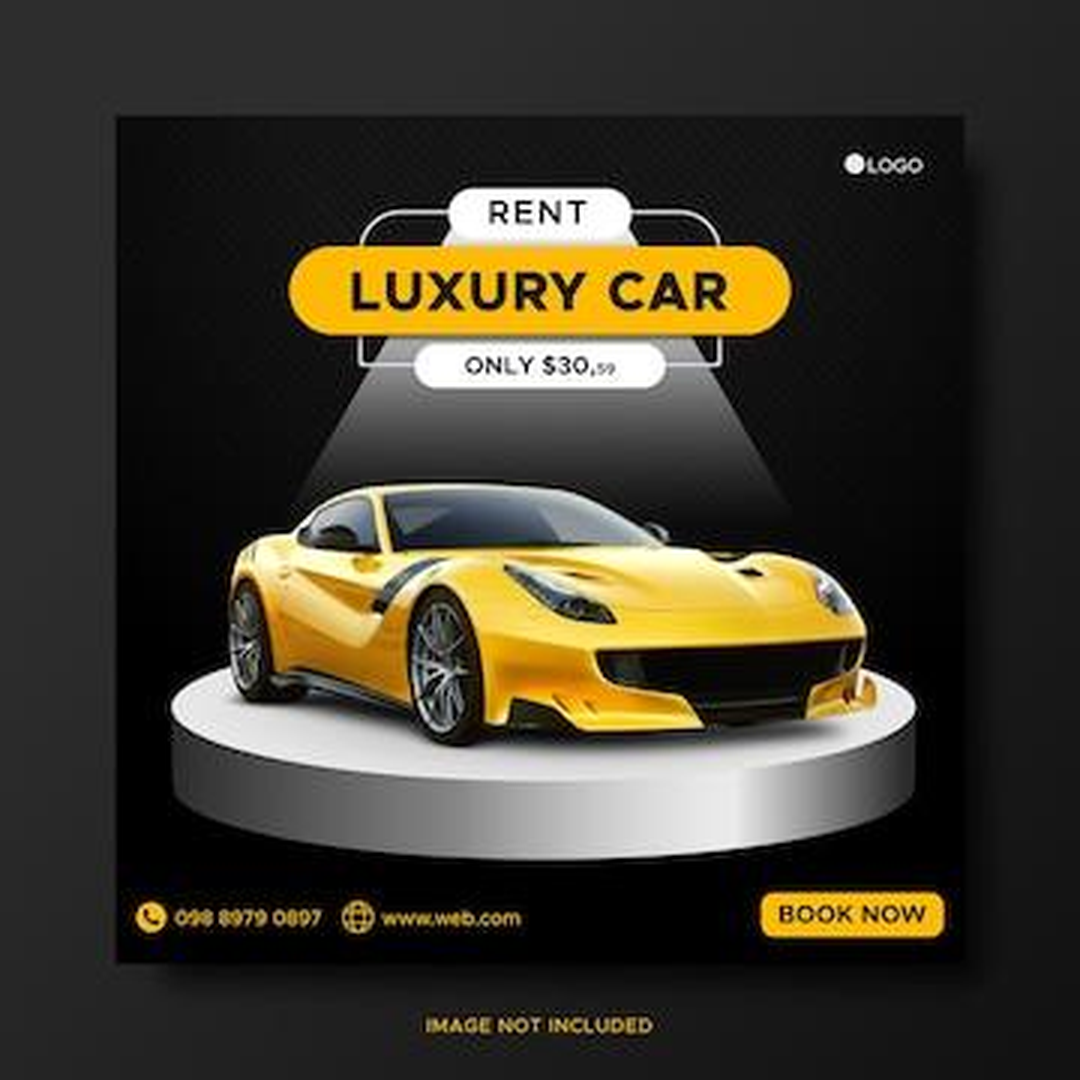 LOGO
RENT
LUXURY CAR
ONLY $30,59
098 8979 0897
www.web.com
BOOK NOW
IMAGE NOT INCLUDED